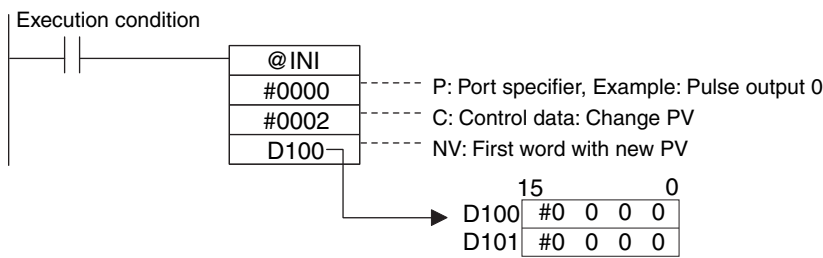 Execution condition
@INI
#0000 P: Port specifier, Example: Pulse output 0
#0002 C: Control data: Change PV
D100 NV: First word with new PV
15 0
D100 #0 0 0 0
D101 #0 0 0 0